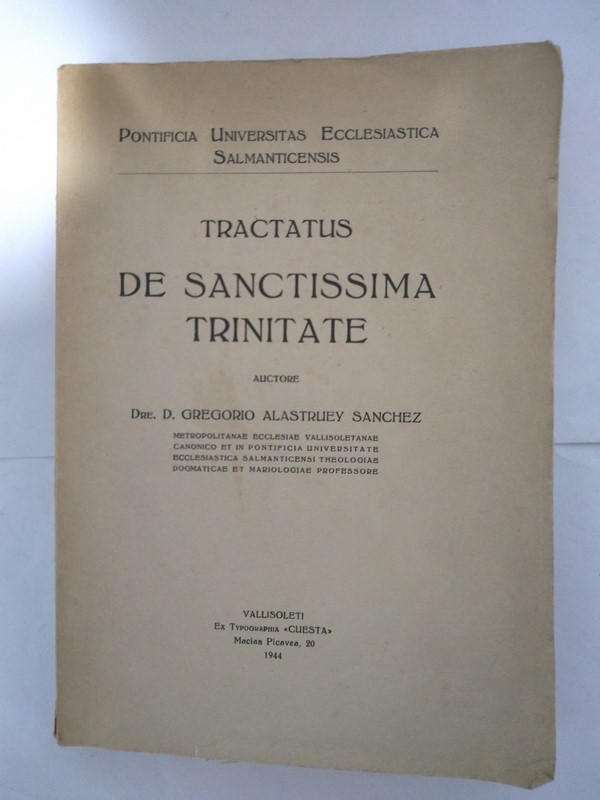 PONTIFICIA UNIVERSITAS ECCLESIASTICA
SALMANTICENSIS
TRACTATUS
DE SANCTISSIMA
TRINITATE
AUCTORE
DRE. D. GREGORIO ALASTRUEY SANCHEZ
METROPOLITANAE ECCLESIAE VALLISOLETANAE
CANONICO ET IN PONTIFICIA UNIVERSITATE
ECCLESIASTICA SALMANTICENSI THEOLOGIAE
DOGMATICAE ET MARIOLOGIAE PROFESSORE
VALLISOLETI
EX TYPOGRAPHIA «CUESTA»
Macias Picavea, 20
1944